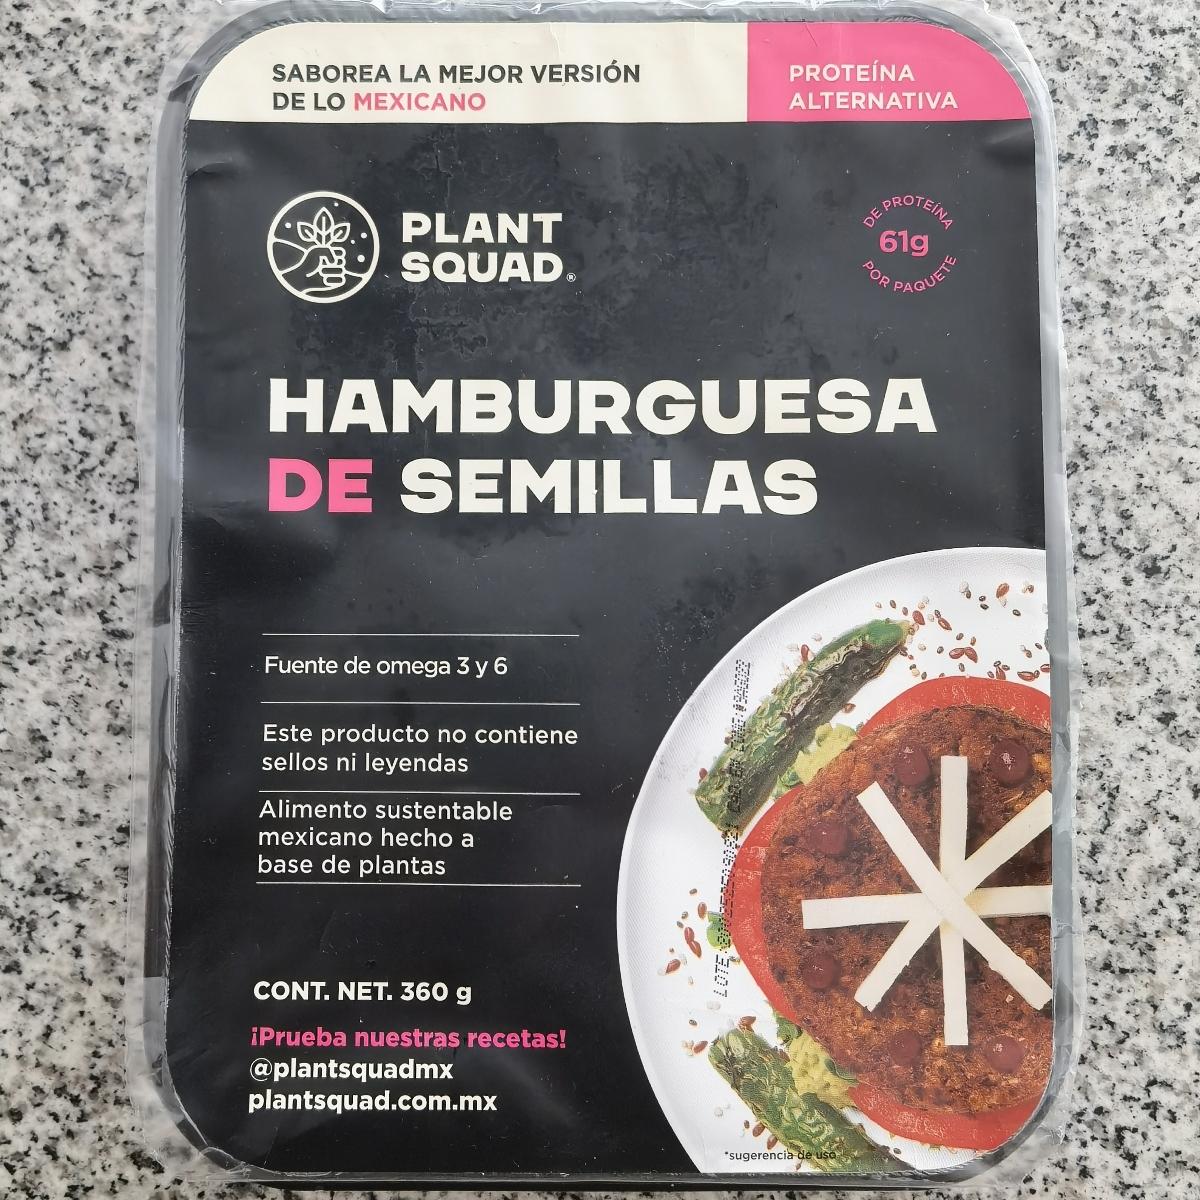 SABOREA LA MEJOR VERSIÓN
DE LO MEXICANO
PROTEÍNA
ALTERNATIVA
PLANT
SQUAD®
DE PROTEÍNA
61g
POR PAQUETE
HAMBURGUESA
DE SEMILLAS
Fuente de omega 3 y 6
Este producto no contiene
sellos ni leyendas
Alimento sustentable
mexicano hecho a
base de plantas
CONT. NET. 360 g
¡Prueba nuestras recetas!
@plantsquadmx
plantsquad.com.mx
*sugerencia de uso